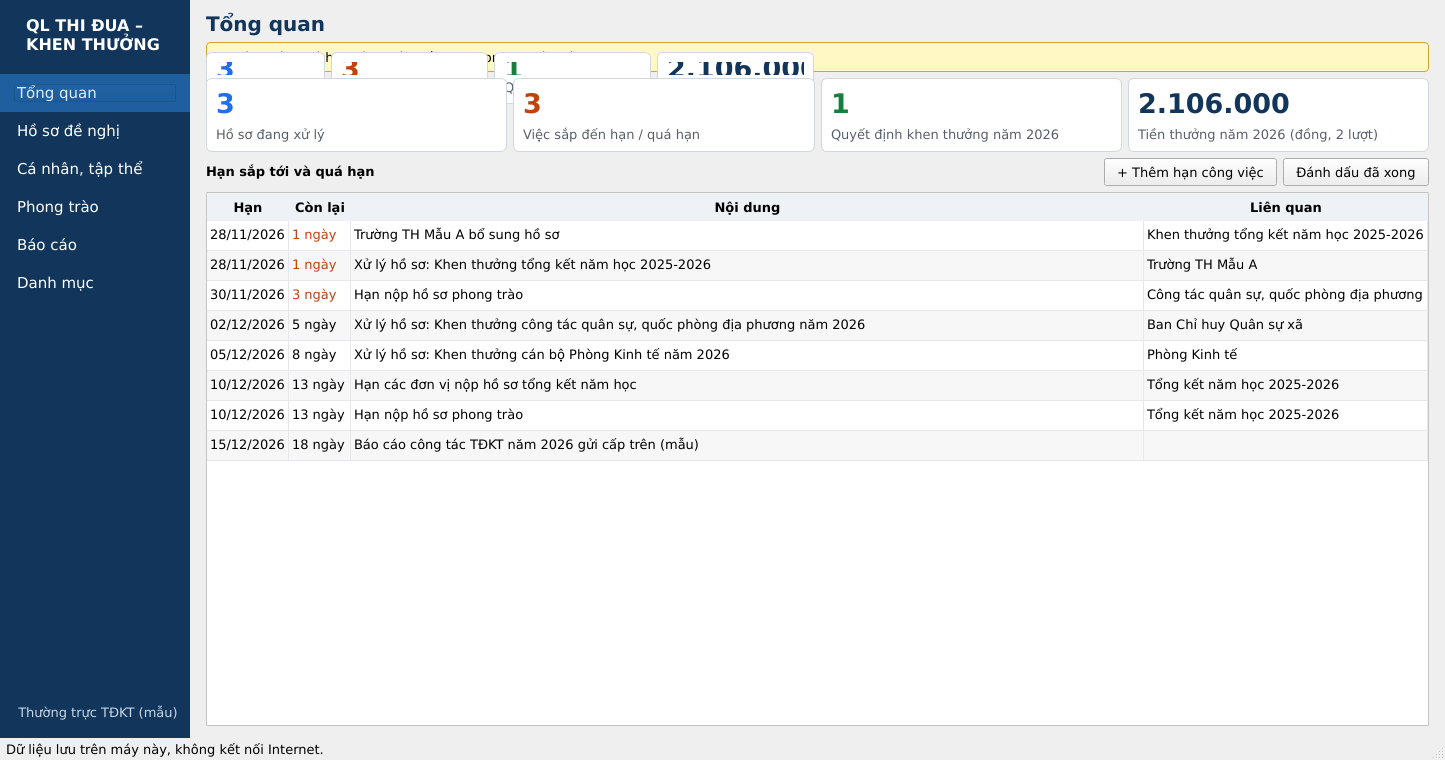 QL THI ĐUA –
KHEN THƯỞNG
Tổng quan
Hồ sơ đề nghị
Cá nhân, tập thể
Phong trào
Báo cáo
Danh mục
Thường trực TĐKT (mẫu)
Tổng quan
3 3 1 2.106.000
3
Hồ sơ đang xử lý
3
Việc sắp đến hạn / quá hạn
1
Quyết định khen thưởng năm 2026
2.106.000
Tiền thưởng năm 2026 (đồng, 2 lượt)
Hạn sắp tới và quá hạn
+ Thêm hạn công việc
Đánh dấu đã xong
Hạn Còn lại Nội dung Liên quan
28/11/2026 1 ngày Trường TH Mẫu A bổ sung hồ sơ Khen thưởng tổng kết năm học 2025-2026
28/11/2026 1 ngày Xử lý hồ sơ: Khen thưởng tổng kết năm học 2025-2026 Trường TH Mẫu A
30/11/2026 3 ngày Hạn nộp hồ sơ phong trào Công tác quân sự, quốc phòng địa phương
02/12/2026 5 ngày Xử lý hồ sơ: Khen thưởng công tác quân sự, quốc phòng địa phương năm 2026 Ban Chỉ huy Quân sự xã
05/12/2026 8 ngày Xử lý hồ sơ: Khen thưởng cán bộ Phòng Kinh tế năm 2026 Phòng Kinh tế
10/12/2026 13 ngày Hạn các đơn vị nộp hồ sơ tổng kết năm học Tổng kết năm học 2025-2026
10/12/2026 13 ngày Hạn nộp hồ sơ phong trào Tổng kết năm học 2025-2026
15/12/2026 18 ngày Báo cáo công tác TĐKT năm 2026 gửi cấp trên (mẫu)
Dữ liệu lưu trên máy này, không kết nối Internet.